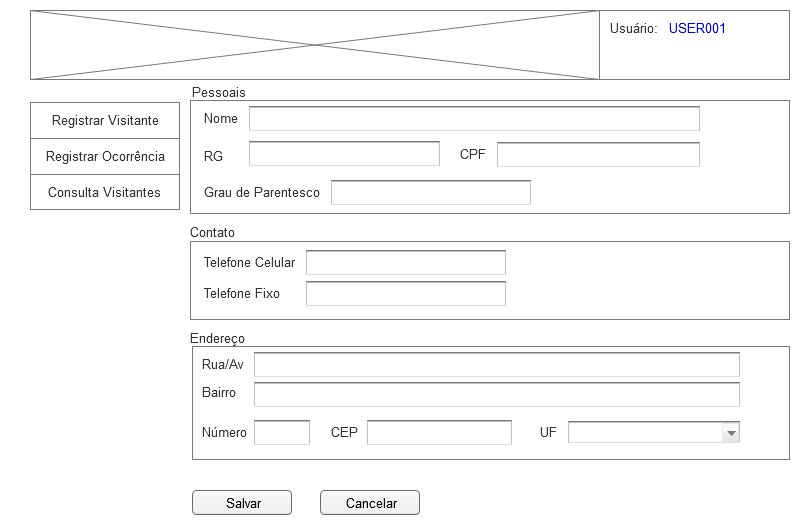 Usuário: USER001
Registrar Visitante
Registrar Ocorrência
Consulta Visitantes
Pessoais
Nome
RG CPF
Grau de Parentesco
Contato
Telefone Celular
Telefone Fixo
Endereço
Rua/Av
Bairro
Número CEP UF
Salvar Cancelar